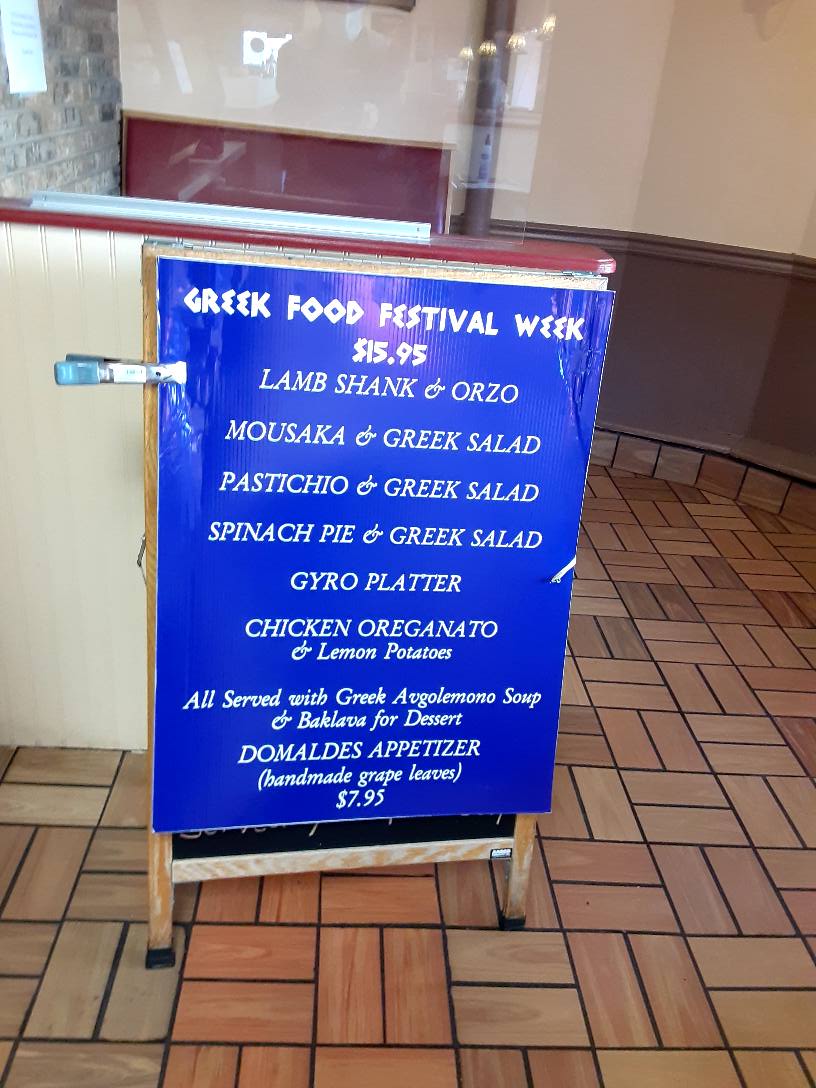 GREEK FOOD FESTIVAL WEEK
$15.95
LAMB SHANK & ORZO
MOUSAKA & GREEK SALAD
PASTICHIO & GREEK SALAD
SPINACH PIE & GREEK SALAD
GYRO PLATTER
CHICKEN OREGANATO
& Lemon Potatoes
All Served with Greek Avgolemono Soup
& Baklava for Dessert
DOMALDES APPETIZER
(handmade grape leaves)
$7.95